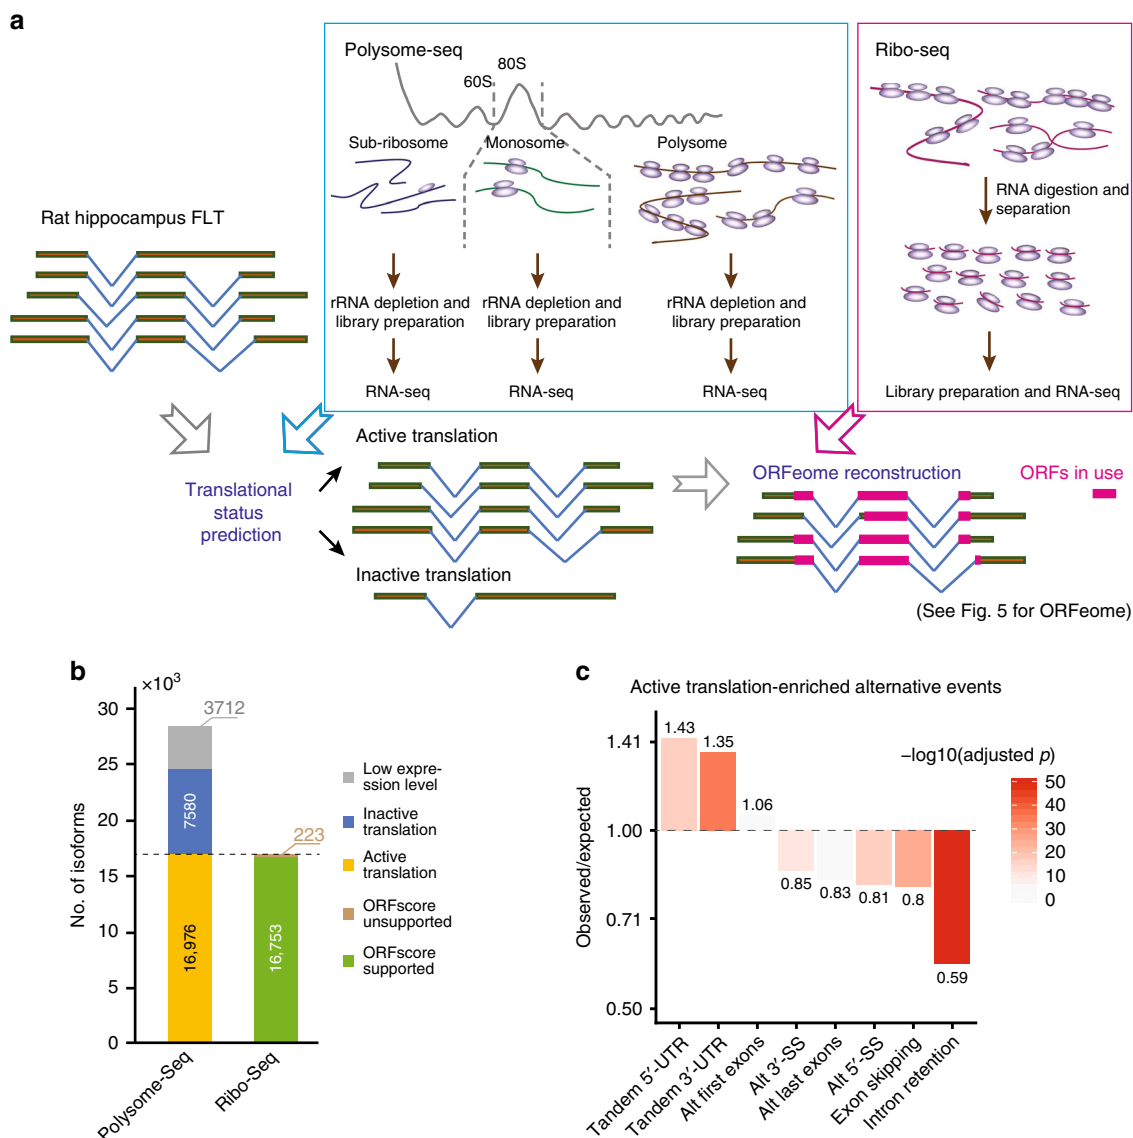 a
Polysome-seq
80S
60S
Sub-ribosome
Monosome
Polysome
rRNA depletion and
library preparation
rRNA depletion and
library preparation
rRNA depletion and
library preparation
RNA-seq
RNA-seq
RNA-seq
Ribo-seq
RNA digestion and
separation
Library preparation and RNA-seq
Rat hippocampus FLT
Translational
status
prediction
Active translation
Inactive translation
ORFeome reconstruction
ORFs in use
(See Fig. 5 for ORFeome)
b
×10³
No. of isoforms
30
25
20
15
10
5
0
3712
7580
16,976
223
16,753
Polysome-Seq
Ribo-Seq
Low expre-
ssion level
Inactive
translation
Active
translation
ORFscore
unsupported
ORFscore
supported
c
Active translation-enriched alternative events
Observed/expected
1.41
1.00
0.71
0.50
1.43
1.35
1.06
0.85
0.83
0.81
0.8
0.59
Tandem 5′-UTR
Tandem 3′-UTR
Alt first exons
Alt 3′-SS
Alt last exons
Alt 5′-SS
Exon skipping
Intron retention
−log10(adjusted p)
50
40
30
20
10
0